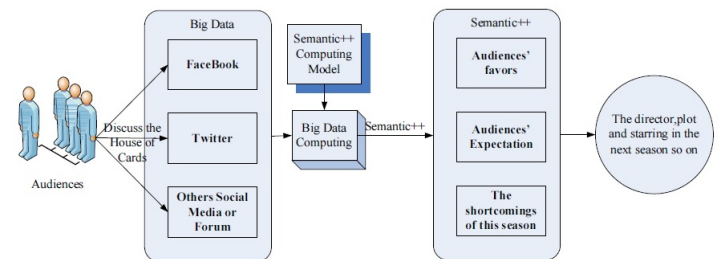 Audiences
Discuss the
House of
Cards
Big Data
FaceBook
Twitter
Others Social
Media or
Forum
Semantic++
Computing
Model
Big Data
Computing
Semantic++
Semantic++
Audiences’
favors
Audiences’
Expectation
The
shortcomings
of this season
The director,plot
and starring in the
next season so on